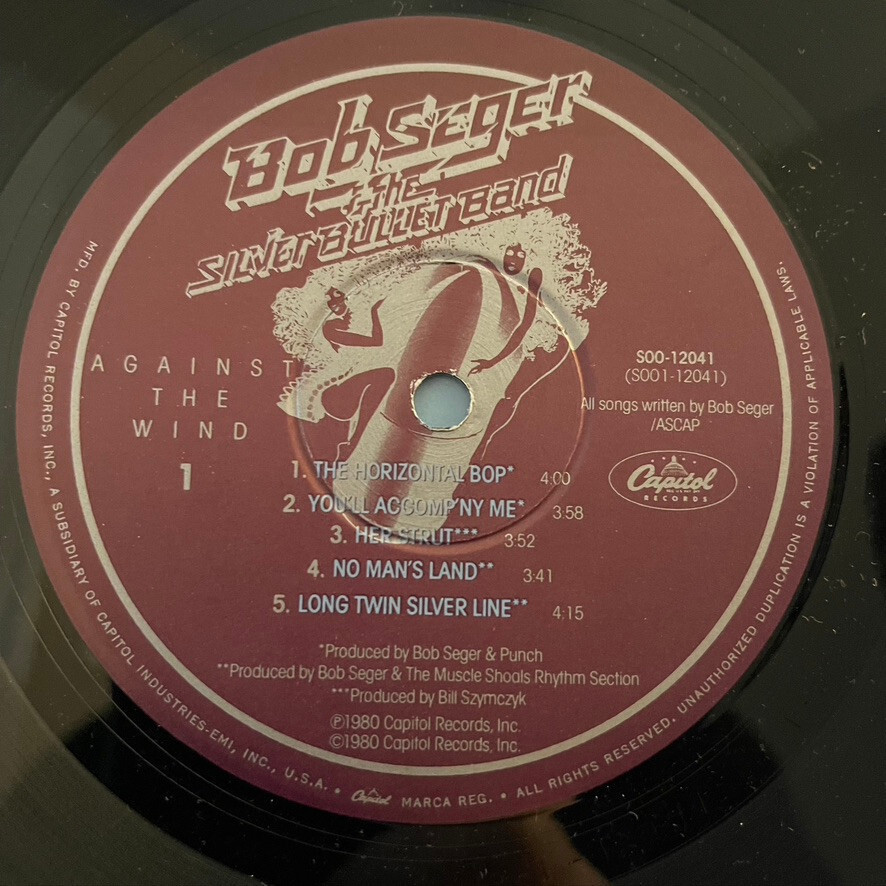 Bob Seger
& The
Silver Bullet Band
AGAINST
THE
WIND
1
SOO-12041
(SOO1-12041)
All songs written by Bob Seger
/ASCAP
Capitol
RECORDS
1. THE HORIZONTAL BOP* 4:00
2. YOU'LL ACCOMP'NY ME* 3:58
3. HER STRUT*** 3:52
4. NO MAN'S LAND** 3:41
5. LONG TWIN SILVER LINE** 4:15
*Produced by Bob Seger & Punch
**Produced by Bob Seger & The Muscle Shoals Rhythm Section
***Produced by Bill Szymczyk
℗1980 Capitol Records, Inc.
©1980 Capitol Records, Inc.
MFD. BY CAPITOL RECORDS, INC., A SUBSIDIARY OF CAPITOL INDUSTRIES-EMI, INC., U.S.A. • Capitol MARCA REG. • ALL RIGHTS RESERVED. UNAUTHORIZED DUPLICATION IS A VIOLATION OF APPLICABLE LAWS.